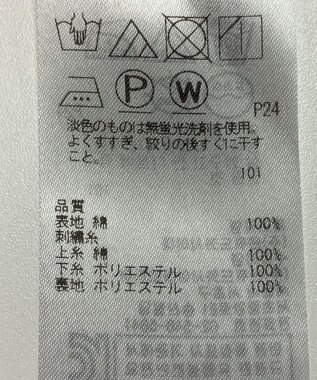 P W P24
淡色のものは無蛍光洗剤を使用。
よくすすぎ、絞りの後すぐに干す
こと。
101
品質
表地 綿 100%
刺繍糸
上糸 綿 100%
下糸 ポリエステル 100%
裏地 ポリエステル 100%